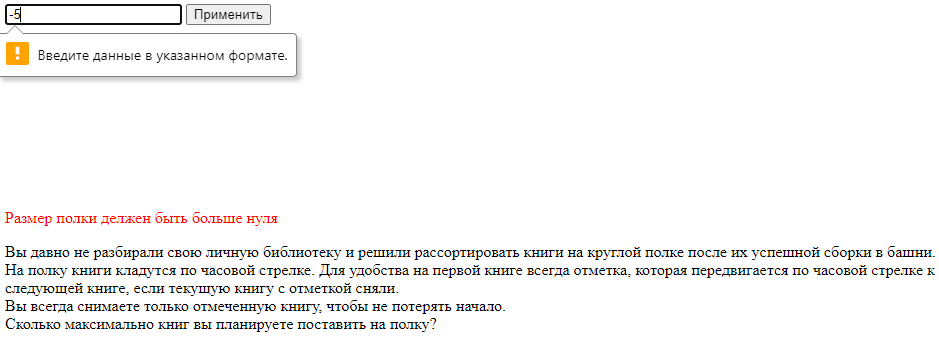 -5 Применить
Введите данные в указанном формате.
Размер полки должен быть больше нуля
Вы давно не разбирали свою личную библиотеку и решили рассортировать книги на круглой полке после их успешной сборки в башни.
На полку книги кладутся по часовой стрелке. Для удобства на первой книге всегда отметка, которая передвигается по часовой стрелке к
следующей книге, если текущую книгу с отметкой сняли.
Вы всегда снимаете только отмеченную книгу, чтобы не потерять начало.
Сколько максимально книг вы планируете поставить на полку?